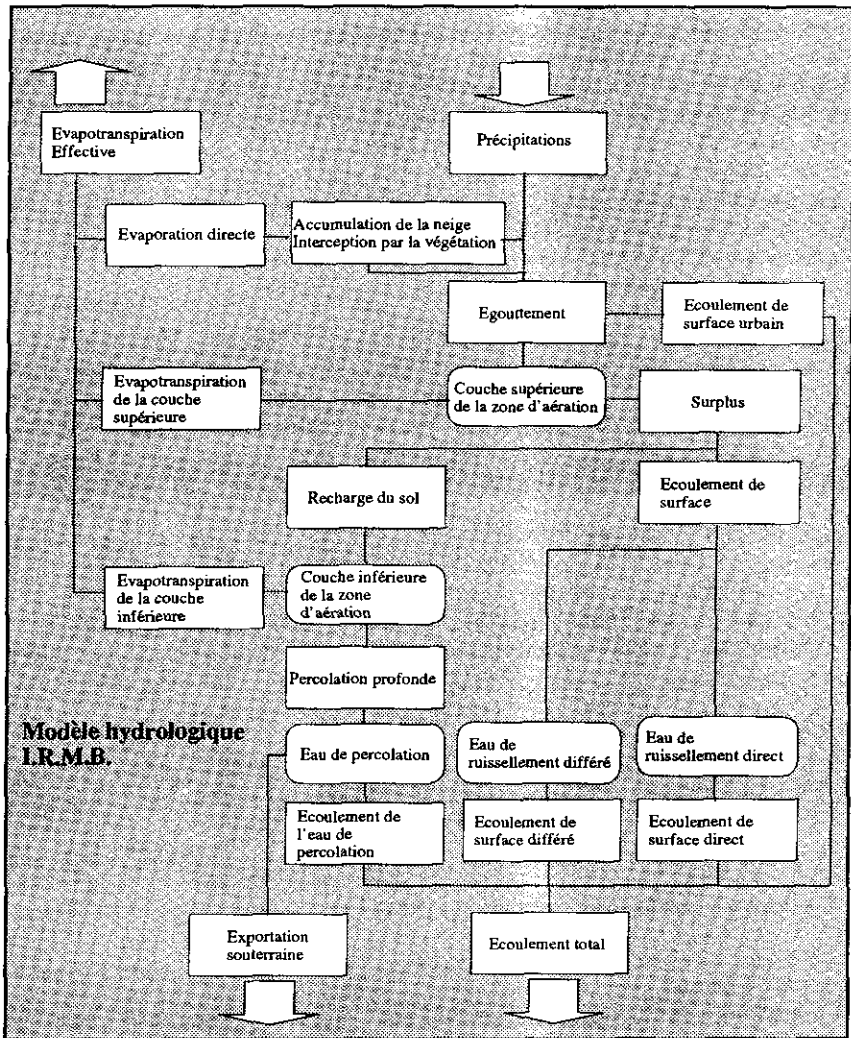 Evapotranspiration
Effective
Précipitations
Evaporation directe
Accumulation de la neige
Interception par la végétation
Egouttement
Ecoulement de
surface urbain
Evapotranspiration
de la couche
supérieure
Couche supérieure
de la zone d'aération
Surplus
Recharge du sol
Ecoulement de
surface
Evapotranspiration
de la couche
inférieure
Couche inférieure
de la zone
d'aération
Percolation profonde
Modèle hydrologique
I.R.M.B.
Eau de percolation
Eau de
ruissellement différé
Eau de
ruissellement direct
Ecoulement de
l'eau de
percolation
Ecoulement de
surface différé
Ecoulement de
surface direct
Exportation
souterraine
Ecoulement total